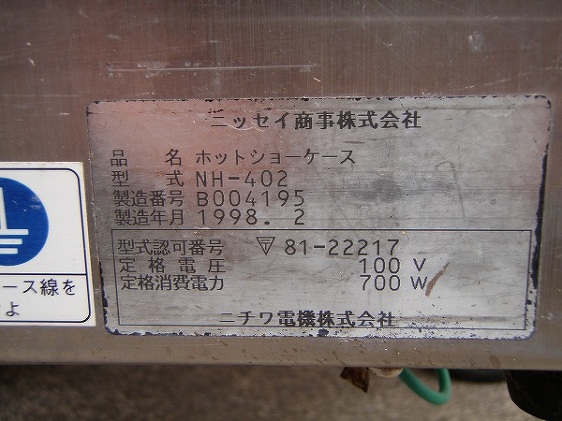 ニッセイ商事株式会社
品 名 ホットショーケース
型 式 NH-402
製造番号 B004195
製造年月 1998. 2
型式認可番号 81-22217
定格電圧 100 V
定格消費電力 700 W
ニチワ電機株式会社
ース線を
よ